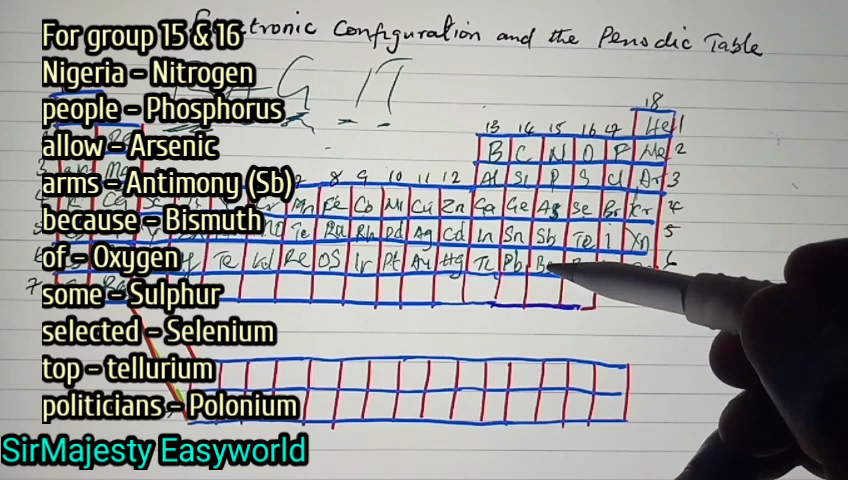 Electronic Configuration and the Periodic Table
For group 15 & 16
Nigeria – Nitrogen
people – Phosphorus
allow – Arsenic
arms – Antimony (Sb)
because – Bismuth
of – Oxygen
some – Sulphur
selected – Selenium
top – tellurium
politicians – Polonium
SirMajesty Easyworld
18
13 14 15 16 17 He 1
B C N O F Ne 2
Al Si P S Cl Ar 3
8 9 10 11 12
Mn Fe Co Ni Cu Zn Ga Ge As Se Br Kr 4
Te Ru Rh Pd Ag Cd In Sn Sb Te i Xn 5
Re OS Ir Pt Au Hg TL Pb 6
7